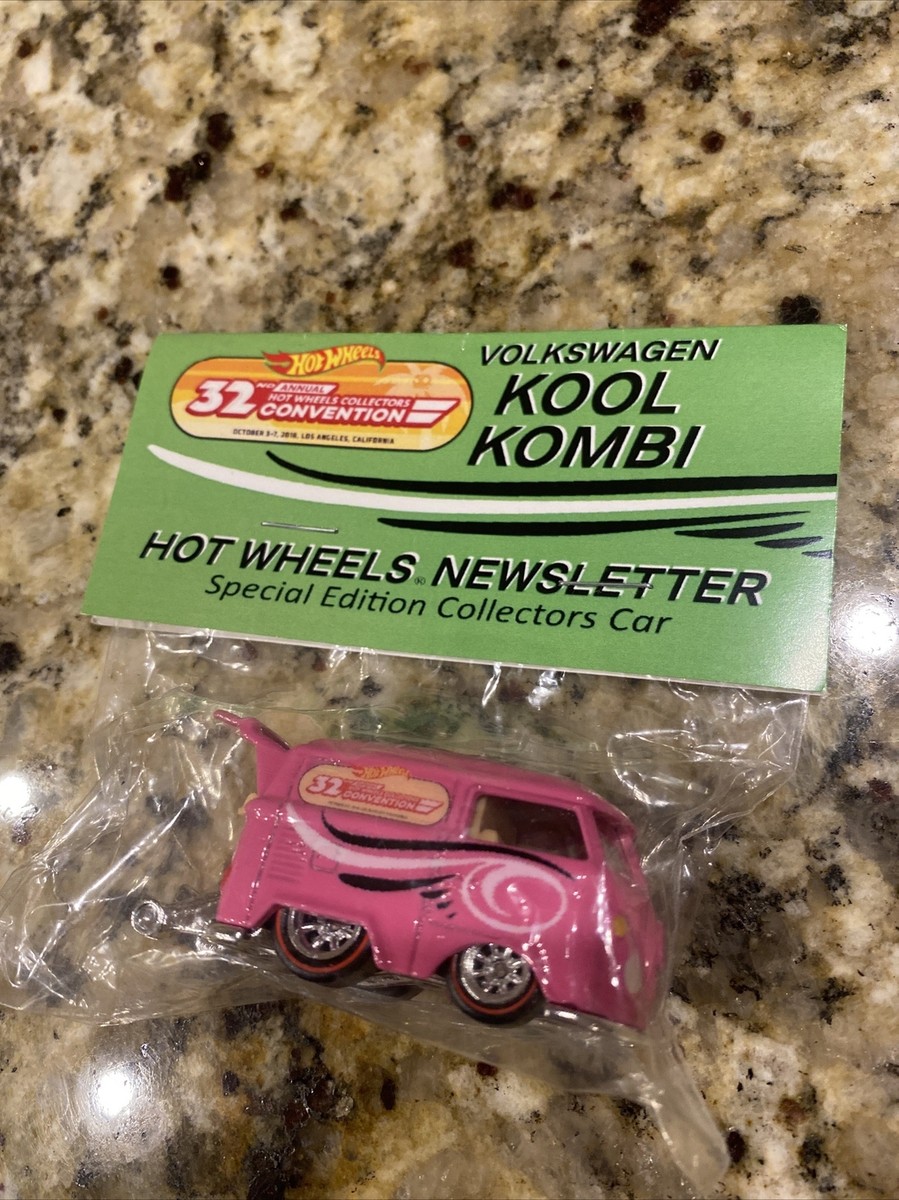 HOT WHEELS
32ND ANNUAL
HOT WHEELS COLLECTORS
CONVENTION
OCTOBER 3-7, 2018, LOS ANGELES, CALIFORNIA
VOLKSWAGEN
KOOL
KOMBI
HOT WHEELS® NEWSLETTER
Special Edition Collectors Car
HOT WHEELS
32ND
CONVENTION